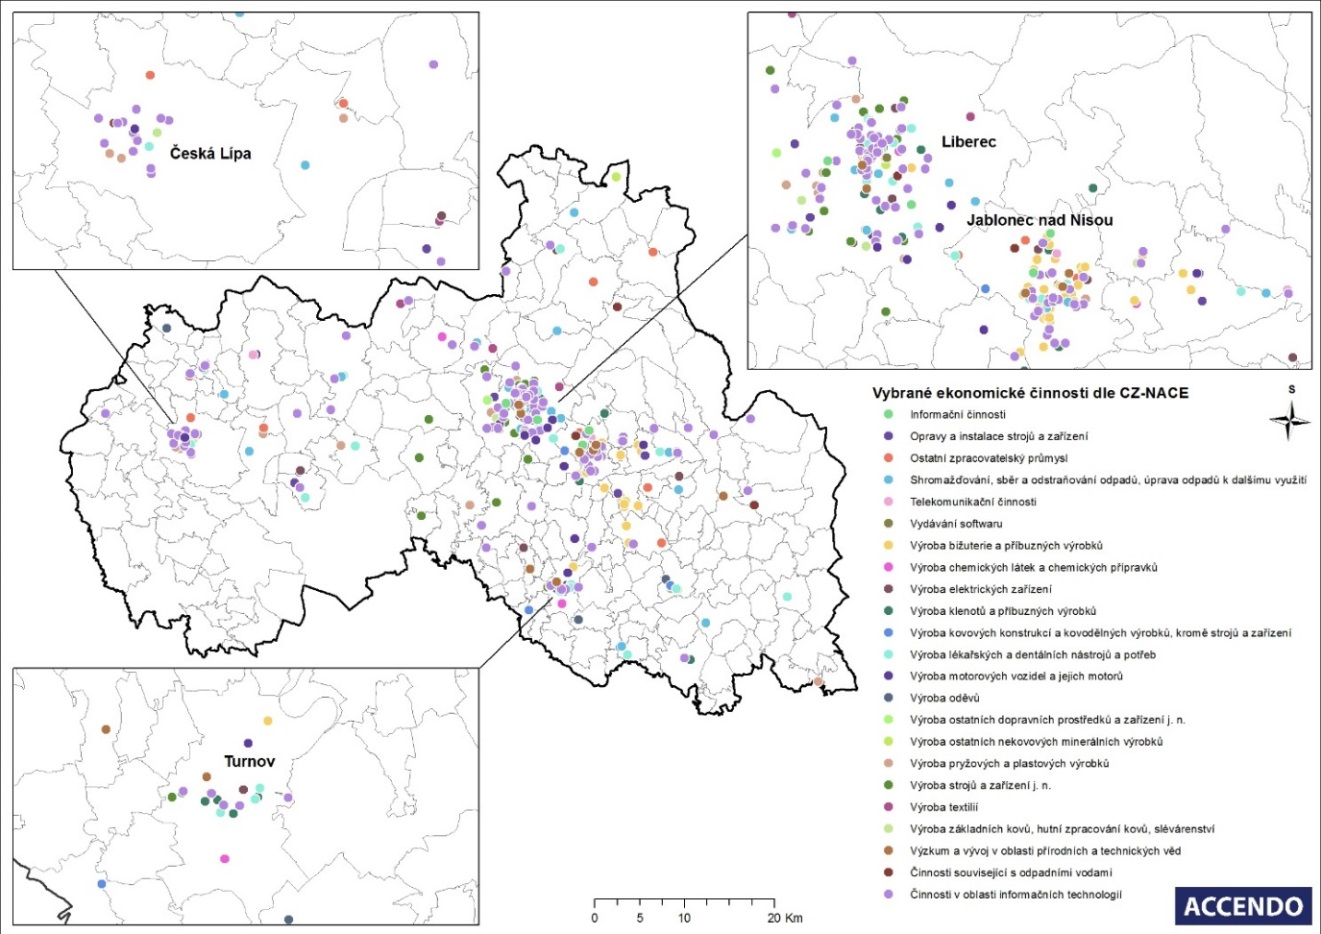 Česká Lípa
Liberec
Jablonec nad Nisou
Turnov
S
Vybrané ekonomické činnosti dle CZ-NACE
Informační činnosti
Opravy a instalace strojů a zařízení
Ostatní zpracovatelský průmysl
Shromažďování, sběr a odstraňování odpadů, úprava odpadů k dalšímu využití
Telekomunikační činnosti
Vydávání softwaru
Výroba bižuterie a příbuzných výrobků
Výroba chemických látek a chemických přípravků
Výroba elektrických zařízení
Výroba klenotů a příbuzných výrobků
Výroba kovových konstrukcí a kovodělných výrobků, kromě strojů a zařízení
Výroba lékařských a dentálních nástrojů a potřeb
Výroba motorových vozidel a jejich motorů
Výroba oděvů
Výroba ostatních dopravních prostředků a zařízení j. n.
Výroba ostatních nekovových minerálních výrobků
Výroba pryžových a plastových výrobků
Výroba strojů a zařízení j. n.
Výroba textilií
Výroba základních kovů, hutní zpracování kovů, slévárenství
Výzkum a vývoj v oblasti přírodních a technických věd
Činnosti související s odpadními vodami
Činnosti v oblasti informačních technologií
0 5 10 20 Km
ACCENDO